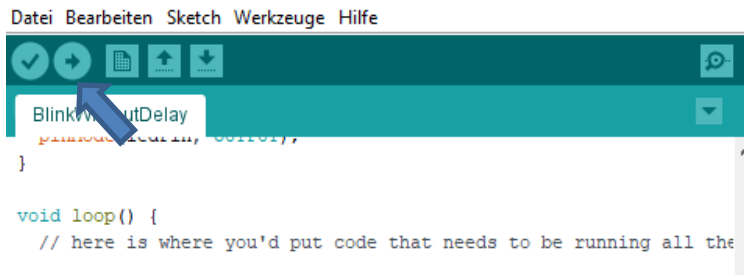 Datei Bearbeiten Sketch Werkzeuge Hilfe
BlinkWithoutDelay
}
void loop() {
// here is where you'd put code that needs to be running all the